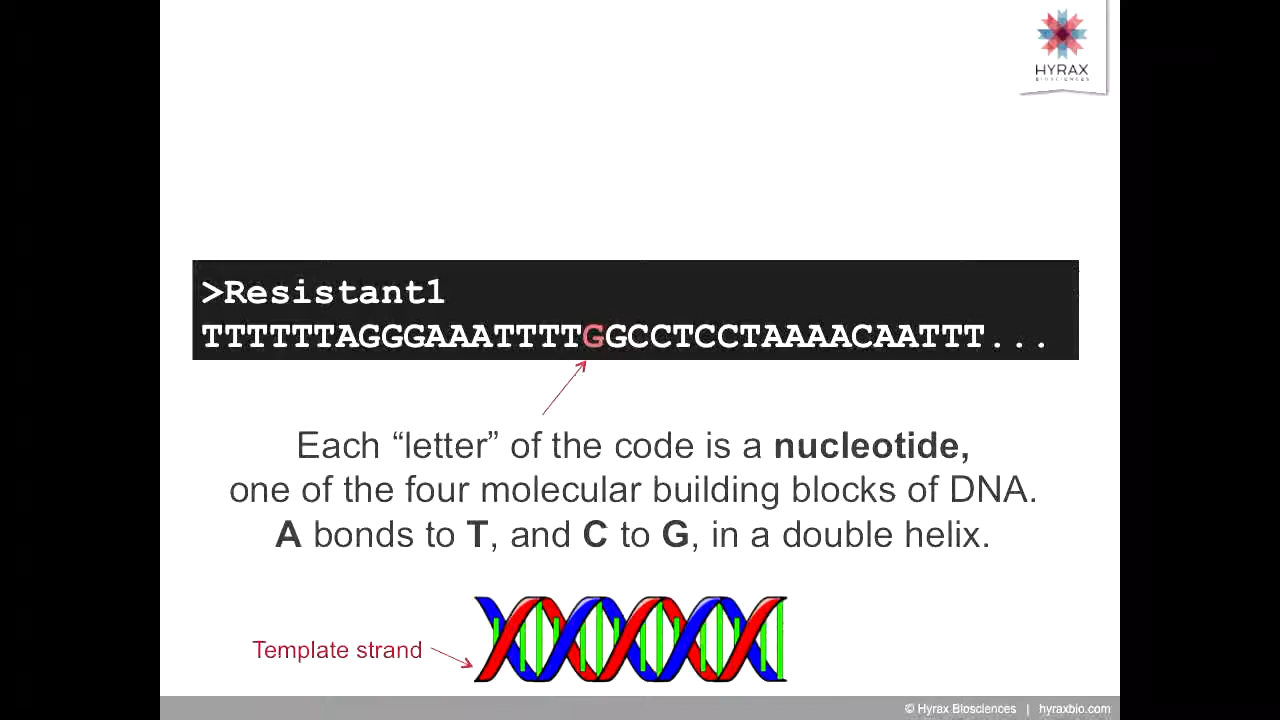 HYRAX
BIOSCIENCES
>Resistant1
TTTTTTAGGGAAATTTTGGCCTCCTAAAACAATTT...
Each “letter” of the code is a nucleotide,
one of the four molecular building blocks of DNA.
A bonds to T, and C to G, in a double helix.
Template strand
© Hyrax Biosciences | hyraxbio.com